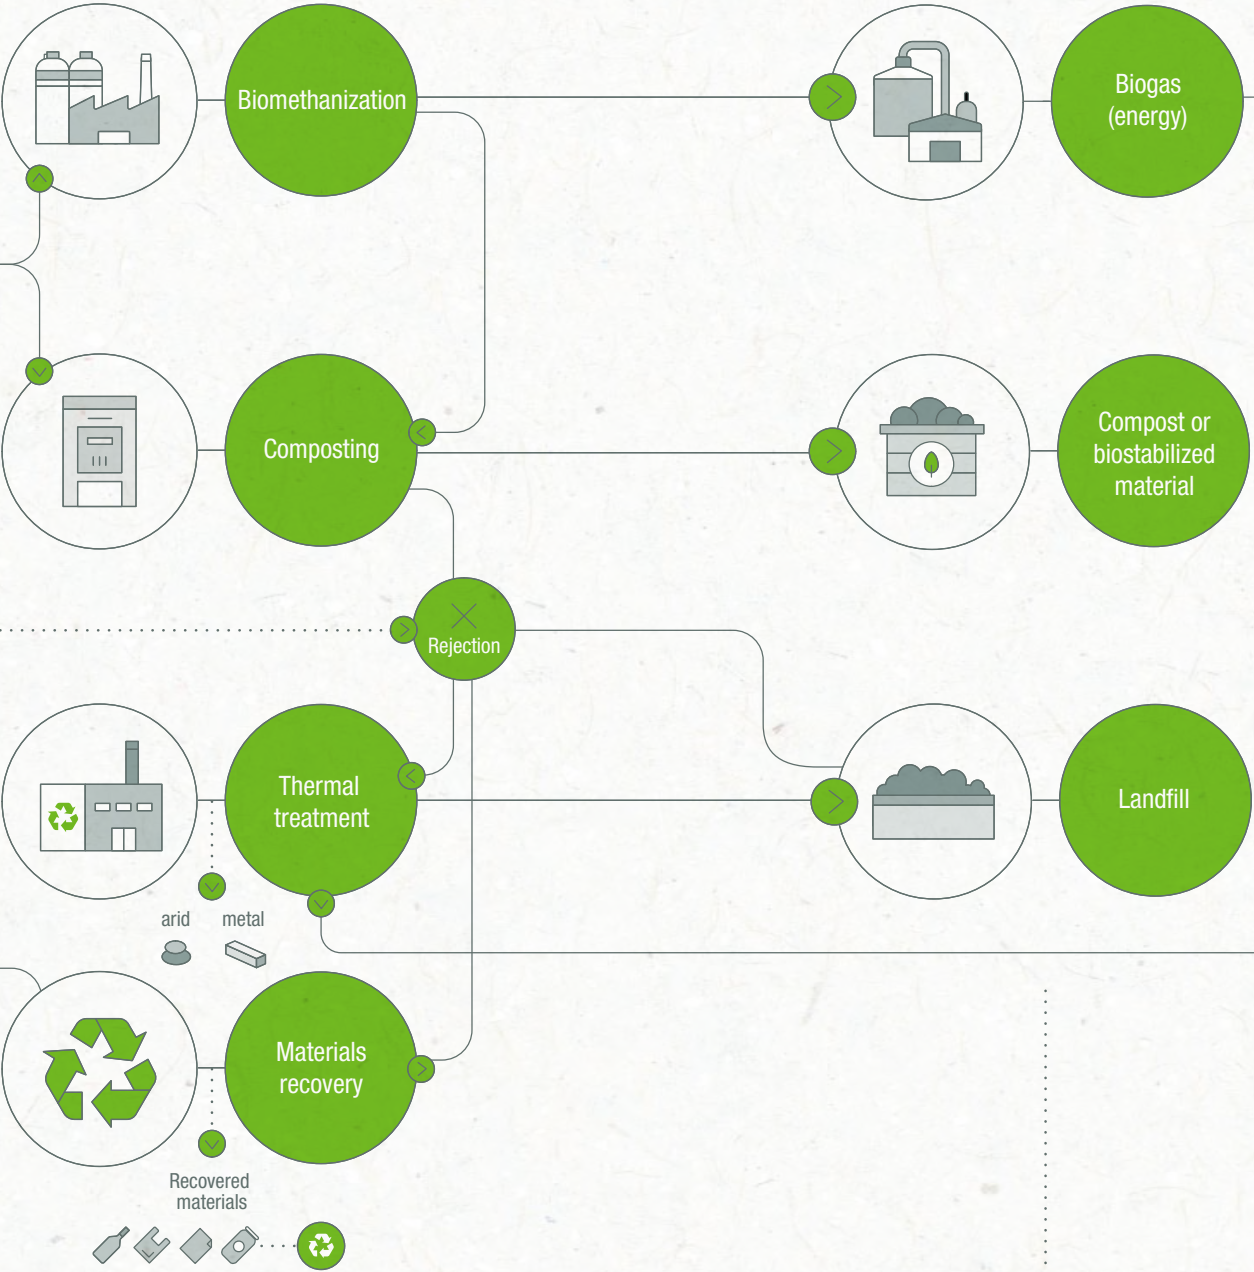 Biomethanization
Biogas
(energy)
Composting
Compost or
biostabilized
material
Rejection
Thermal
treatment
Landfill
arid
metal
Materials
recovery
Recovered
materials